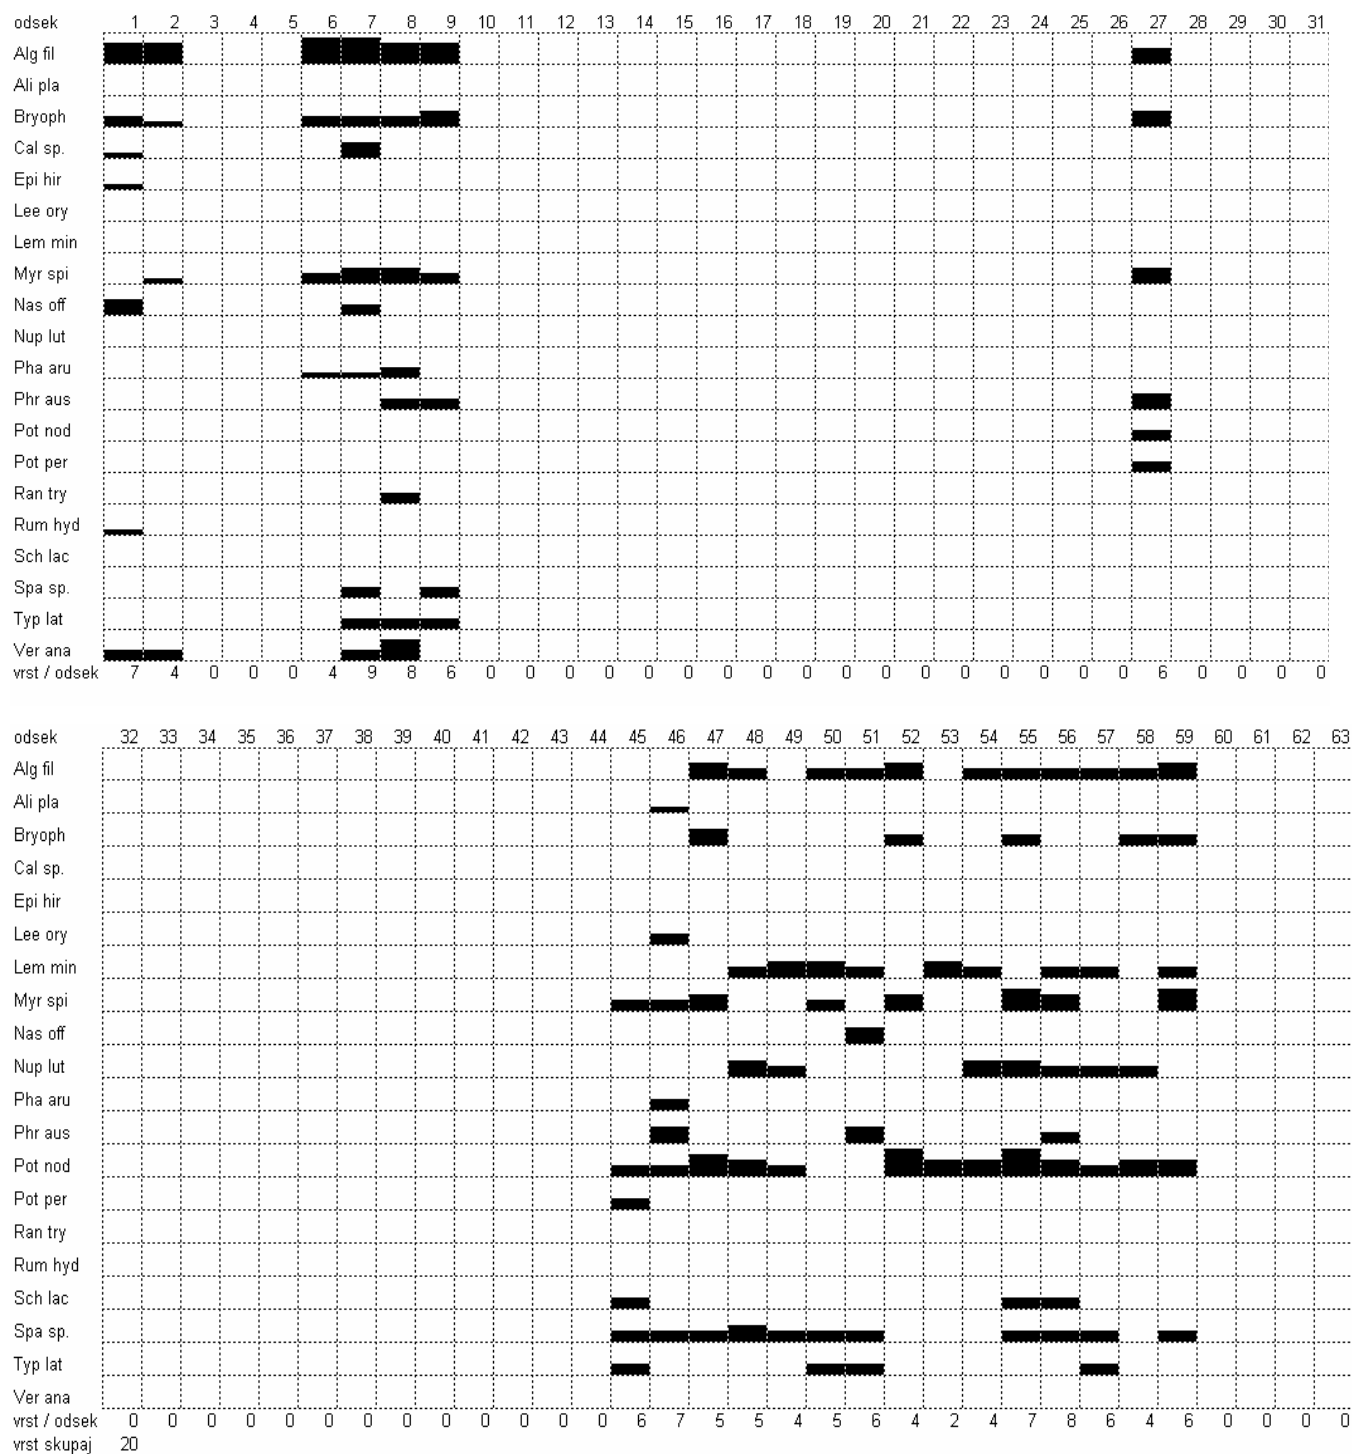 odsek 1 2 3 4 5 6 7 8 9 10 11 12 13 14 15 16 17 18 19 20 21 22 23 24 25 26 27 28 29 30 31
Alg fil
Ali pla
Bryoph
Cal sp.
Epi hir
Lee ory
Lem min
Myr spi
Nas off
Nup lut
Pha aru
Phr aus
Pot nod
Pot per
Ran try
Rum hyd
Sch lac
Spa sp.
Typ lat
Ver ana
vrst / odsek 7 4 0 0 0 4 9 8 6 0 0 0 0 0 0 0 0 0 0 0 0 0 0 0 0 0 6 0 0 0 0
odsek 32 33 34 35 36 37 38 39 40 41 42 43 44 45 46 47 48 49 50 51 52 53 54 55 56 57 58 59 60 61 62 63
Alg fil
Ali pla
Bryoph
Cal sp.
Epi hir
Lee ory
Lem min
Myr spi
Nas off
Nup lut
Pha aru
Phr aus
Pot nod
Pot per
Ran try
Rum hyd
Sch lac
Spa sp.
Typ lat
Ver ana
vrst / odsek 0 0 0 0 0 0 0 0 0 0 0 0 0 6 7 5 5 4 5 6 4 2 4 7 8 6 4 6 0 0 0 0
vrst skupaj 20